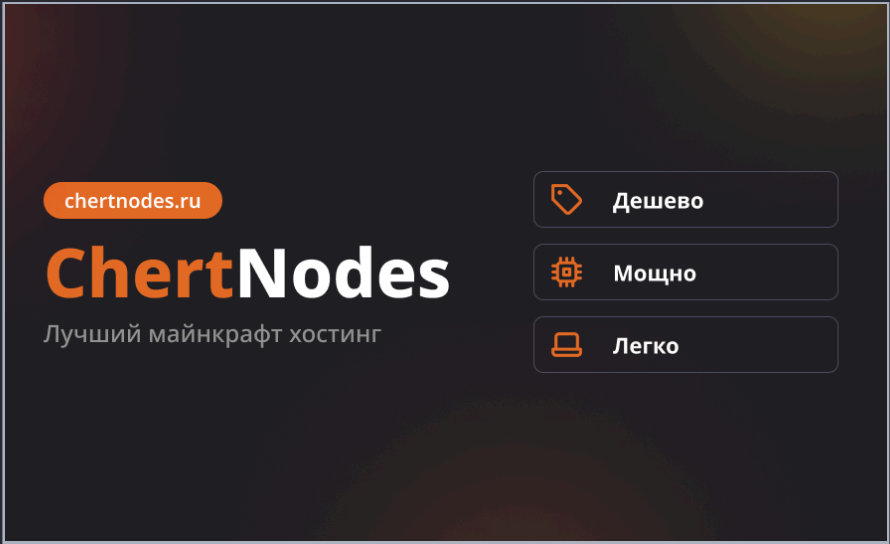 chertnodes.ru
ChertNodes
Лучший майнкрафт хостинг
Дешево
Мощно
Легко